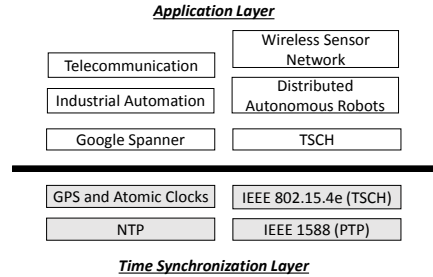 Application Layer
Telecommunication
Wireless Sensor
Network
Industrial Automation
Distributed
Autonomous Robots
Google Spanner
TSCH
GPS and Atomic Clocks
IEEE 802.15.4e (TSCH)
NTP
IEEE 1588 (PTP)
Time Synchronization Layer